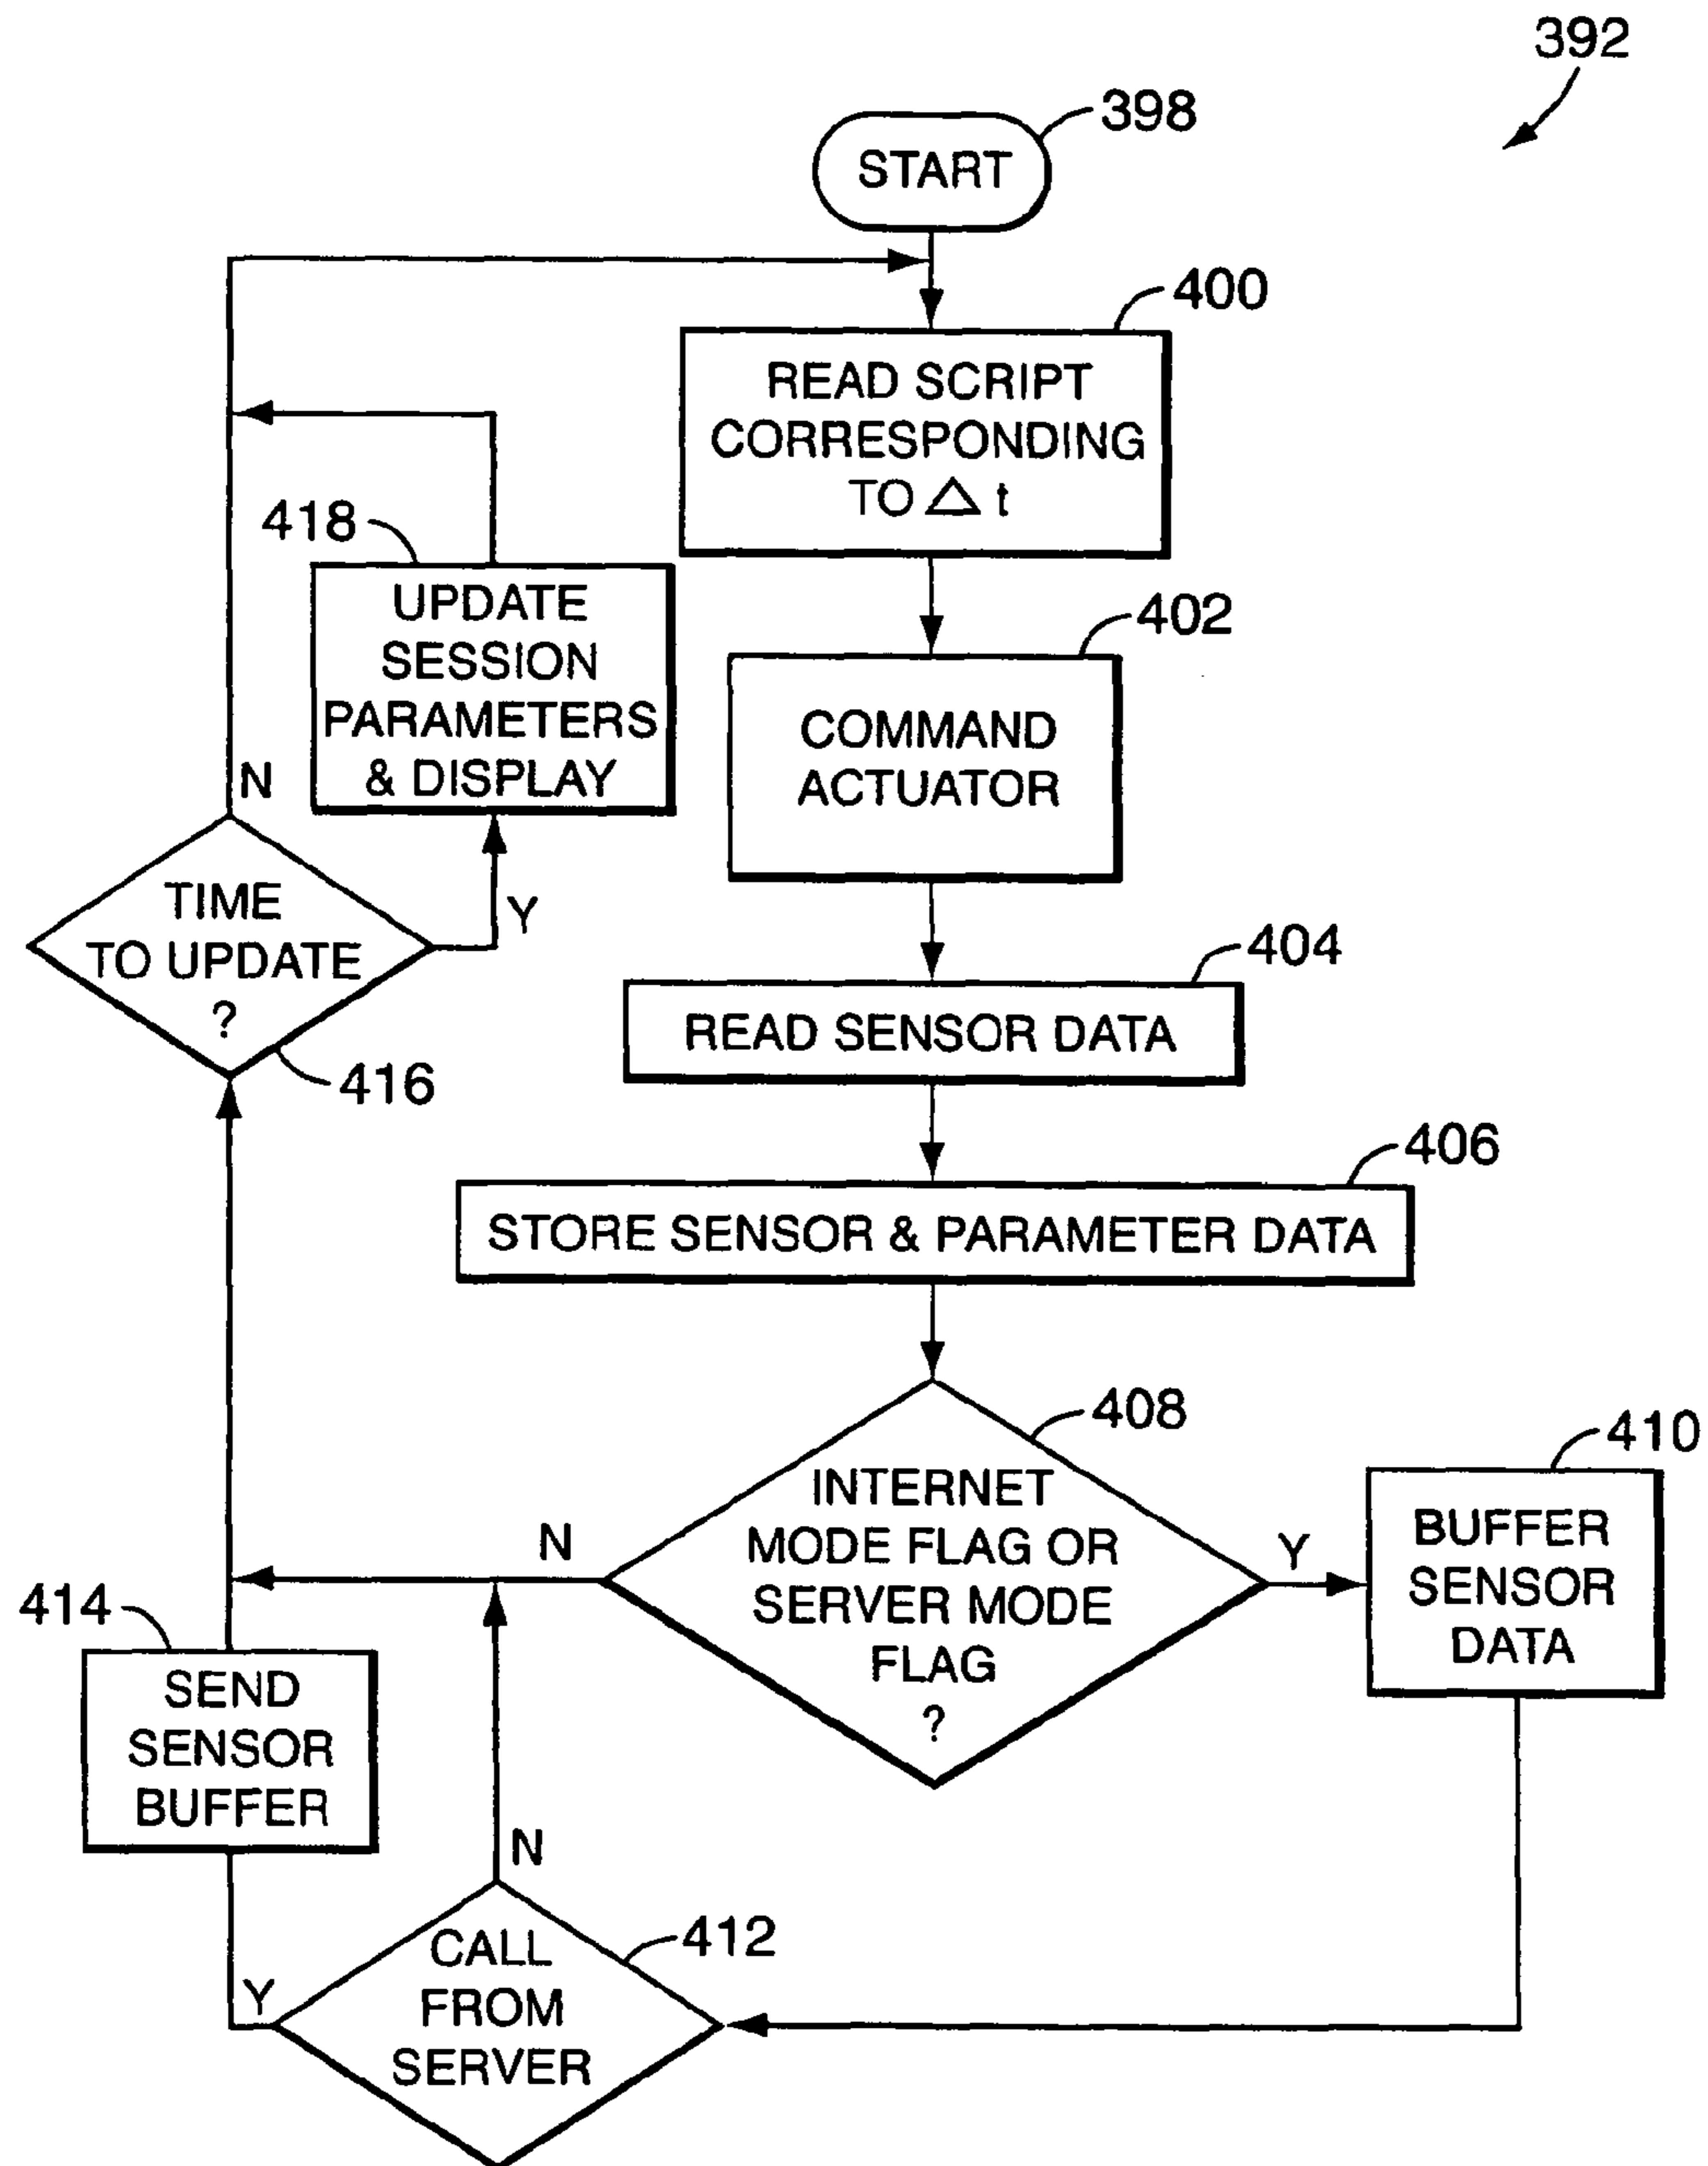 392
398
START
400
READ SCRIPT
CORRESPONDING
TO △ t
418
UPDATE
SESSION
PARAMETERS
& DISPLAY
402
COMMAND
ACTUATOR
N
TIME
TO UPDATE
?
Y
416
404
READ SENSOR DATA
406
STORE SENSOR & PARAMETER DATA
408
INTERNET
MODE FLAG OR
SERVER MODE
FLAG
?
N
Y
410
BUFFER
SENSOR
DATA
414
SEND
SENSOR
BUFFER
N
412
CALL
FROM
SERVER
Y